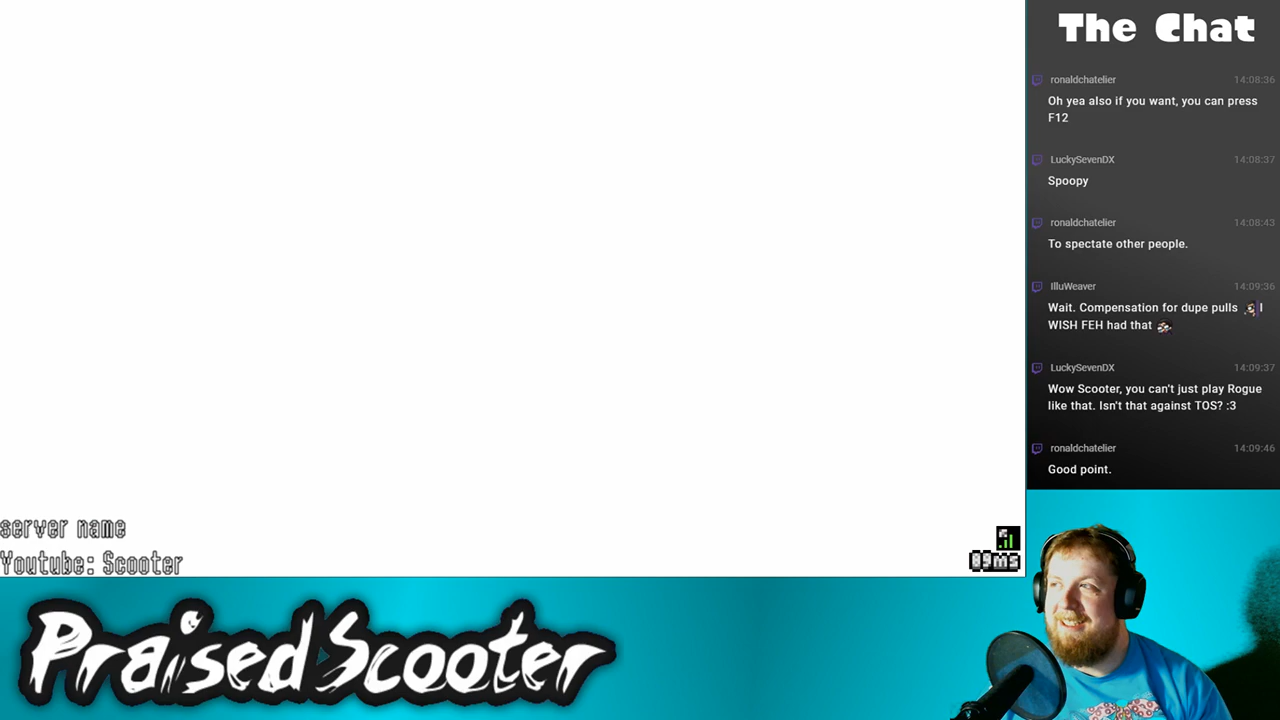 The Chat
ronaldchatelier 14:08:36
Oh yea also if you want, you can press
F12
LuckySevenDX 14:08:37
Spoopy
ronaldchatelier 14:08:43
To spectate other people.
IlluWeaver 14:09:36
Wait. Compensation for dupe pulls I
WISH FEH had that
LuckySevenDX 14:09:37
Wow Scooter, you can't just play Rogue
like that. Isn't that against TOS? :3
ronaldchatelier 14:09:46
Good point.
server name
Youtube: Scooter
09ms
PraisedScooter